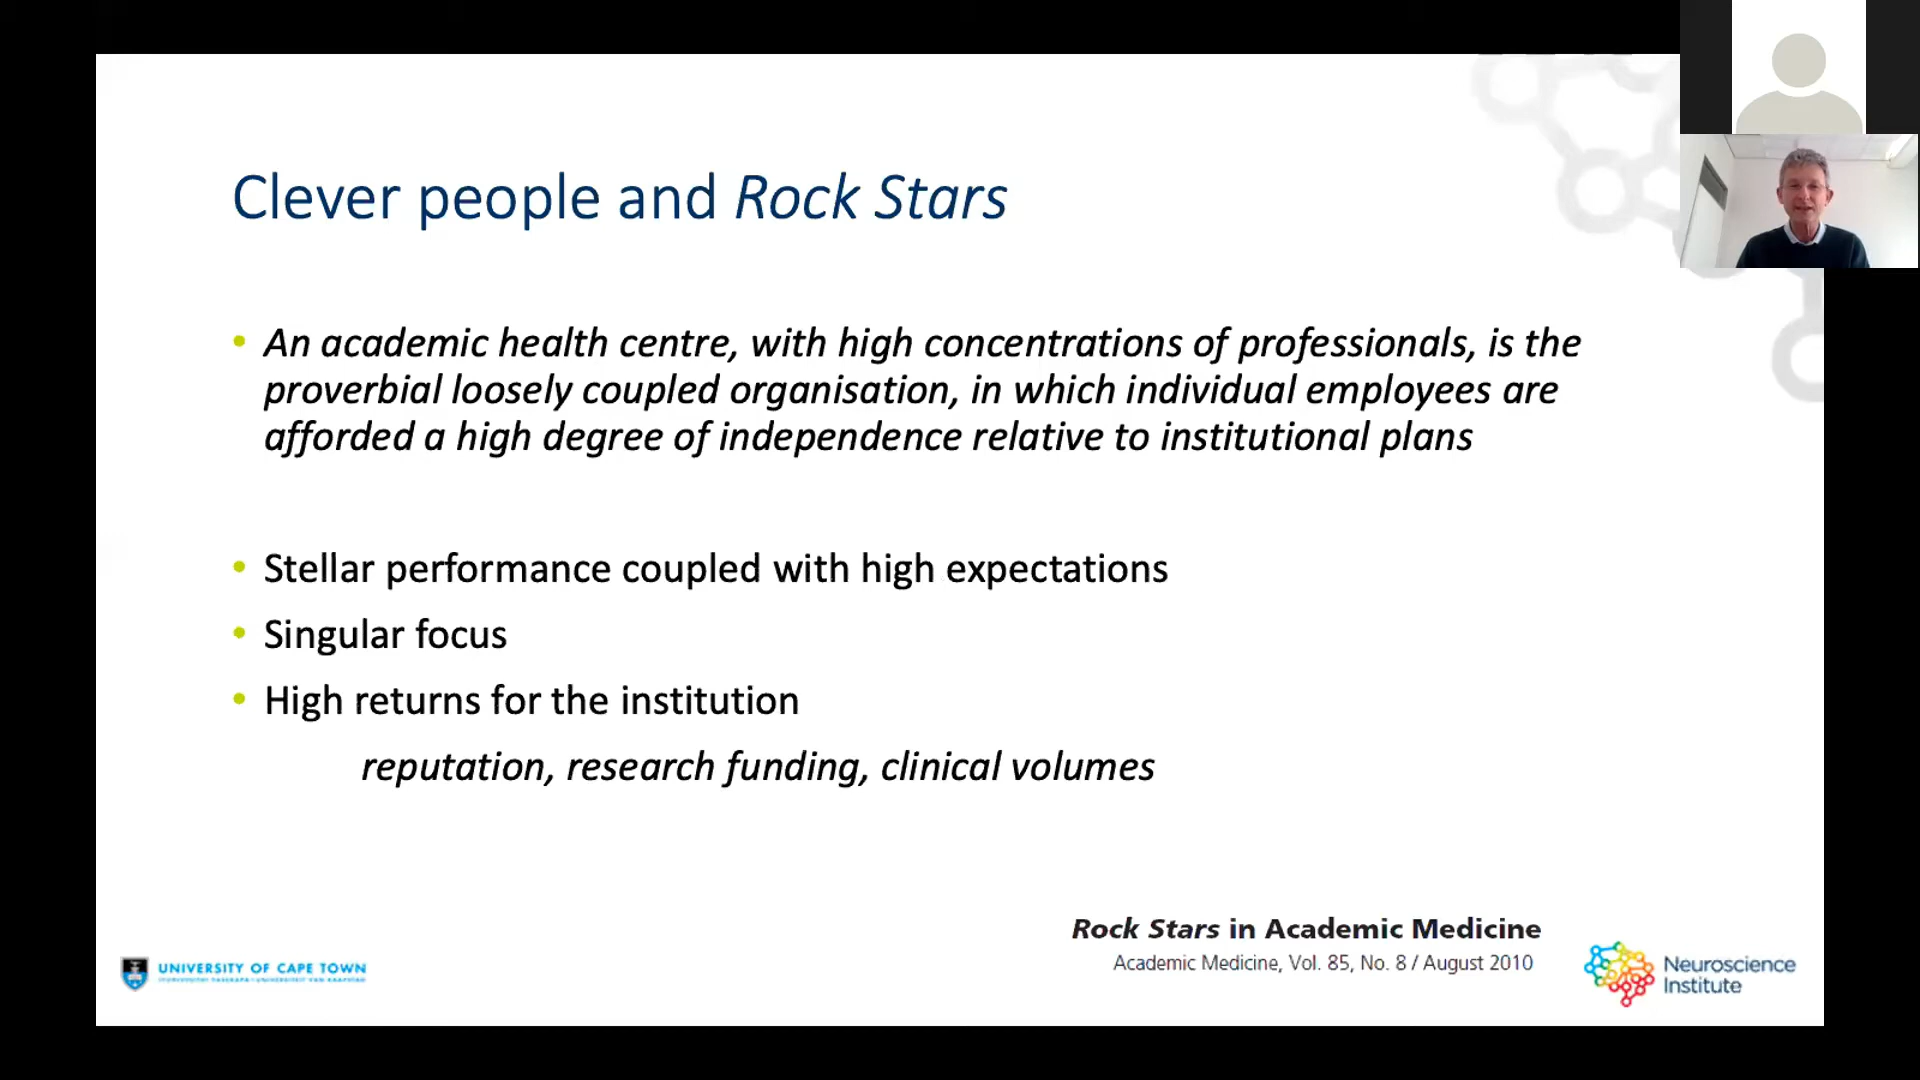 Clever people and Rock Stars
• An academic health centre, with high concentrations of professionals, is the
proverbial loosely coupled organisation, in which individual employees are
afforded a high degree of independence relative to institutional plans
• Stellar performance coupled with high expectations
• Singular focus
• High returns for the institution
reputation, research funding, clinical volumes
Rock Stars in Academic Medicine
Academic Medicine, Vol. 85, No. 8 / August 2010
UNIVERSITY OF CAPE TOWN
Neuroscience
Institute